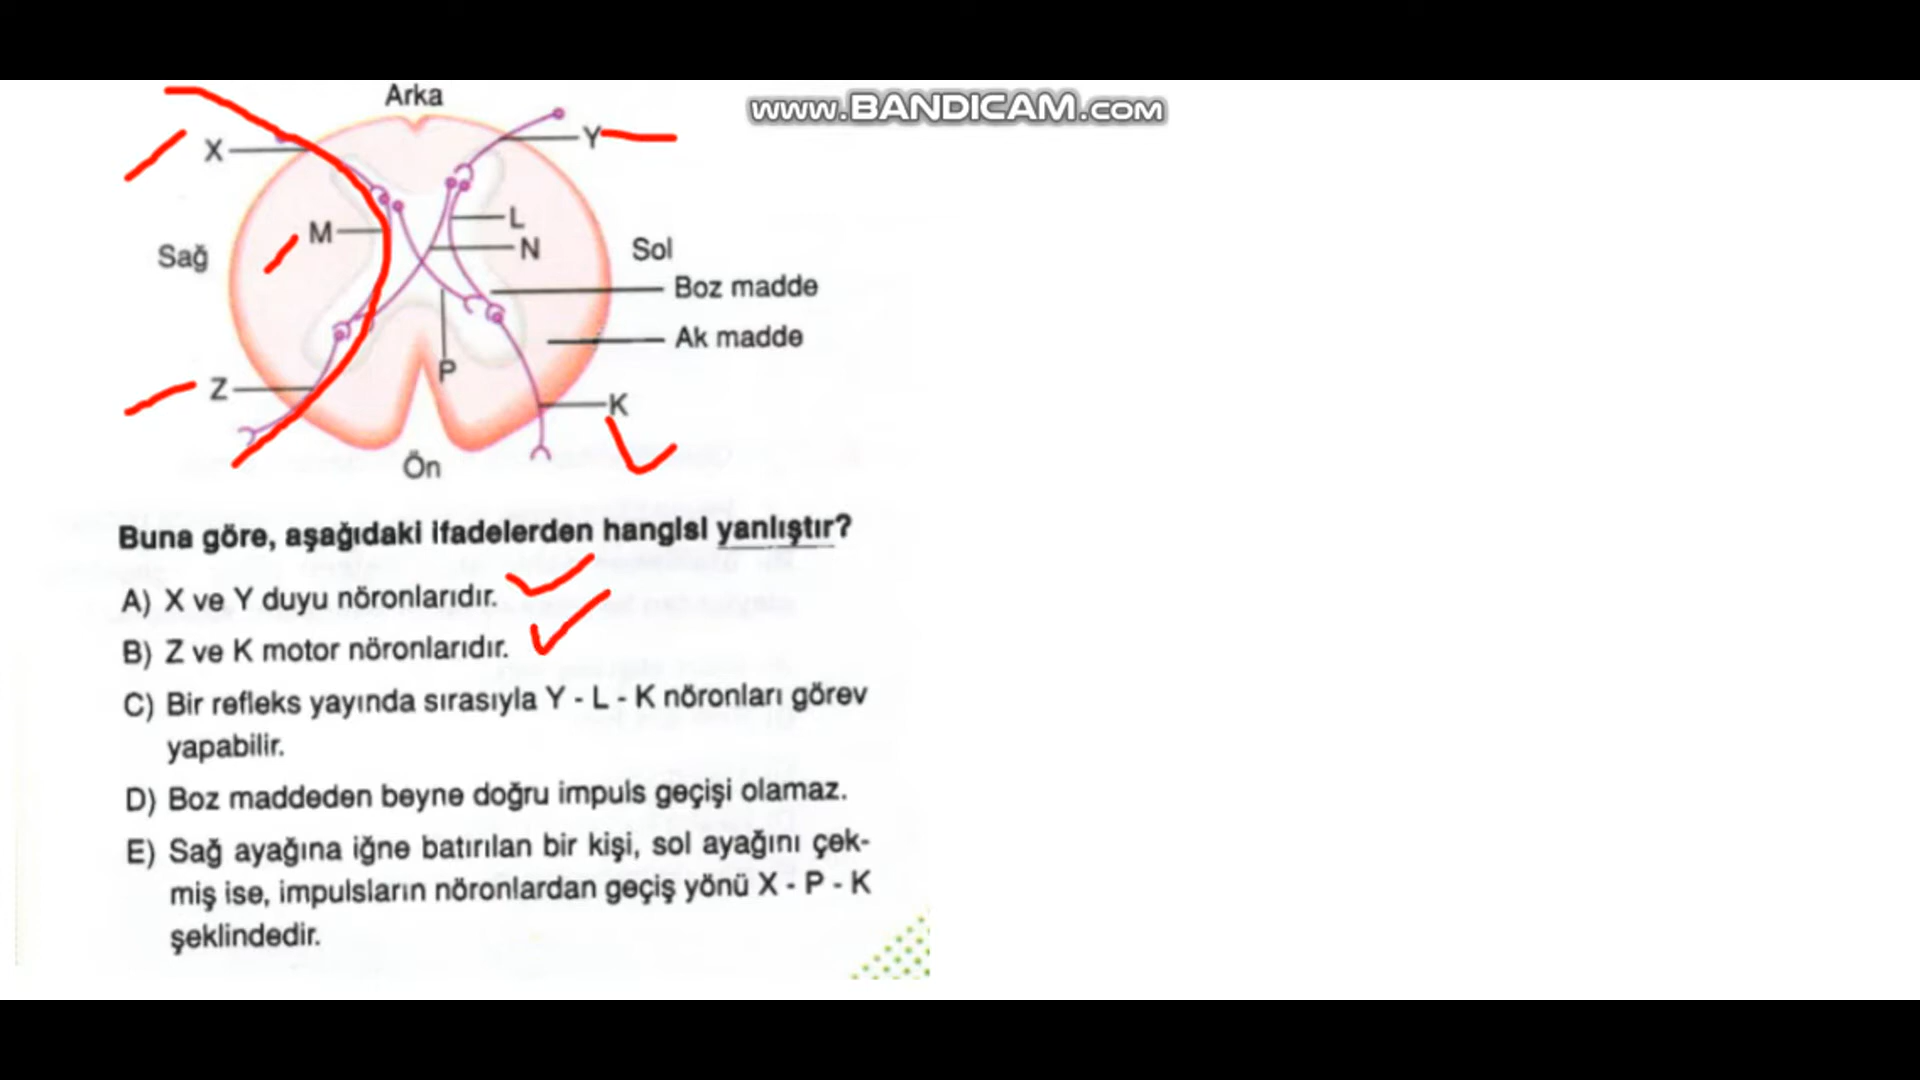 www.BANDICAM.com
Arka
X
Y
M
L
N
Sağ
Sol
Boz madde
Ak madde
P
Z
K
Ön
Buna göre, aşağıdaki ifadelerden hangisi yanlıştır?
A) X ve Y duyu nöronlarıdır.
B) Z ve K motor nöronlarıdır.
C) Bir refleks yayında sırasıyla Y - L - K nöronları görev
yapabilir.
D) Boz maddeden beyne doğru impuls geçişi olamaz.
E) Sağ ayağına iğne batırılan bir kişi, sol ayağını çek-
miş ise, impulsların nöronlardan geçiş yönü X - P - K
şeklindedir.